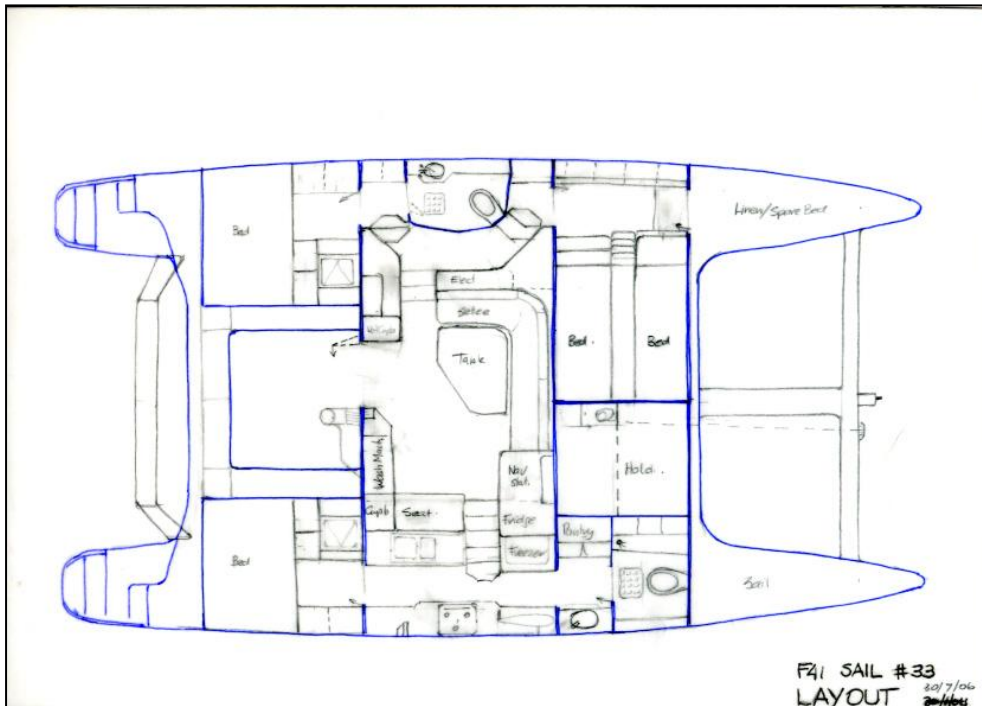 Linen/Spare Bed
Bed
Elect
Settee
Table
Bed.
Bed
Wash Mach
Nav/
stat.
Hold.
Cupb
Seat.
Fridge
Pantry
Freezer
Bed
Sail
F41 SAIL #33
LAYOUT 30/7/06